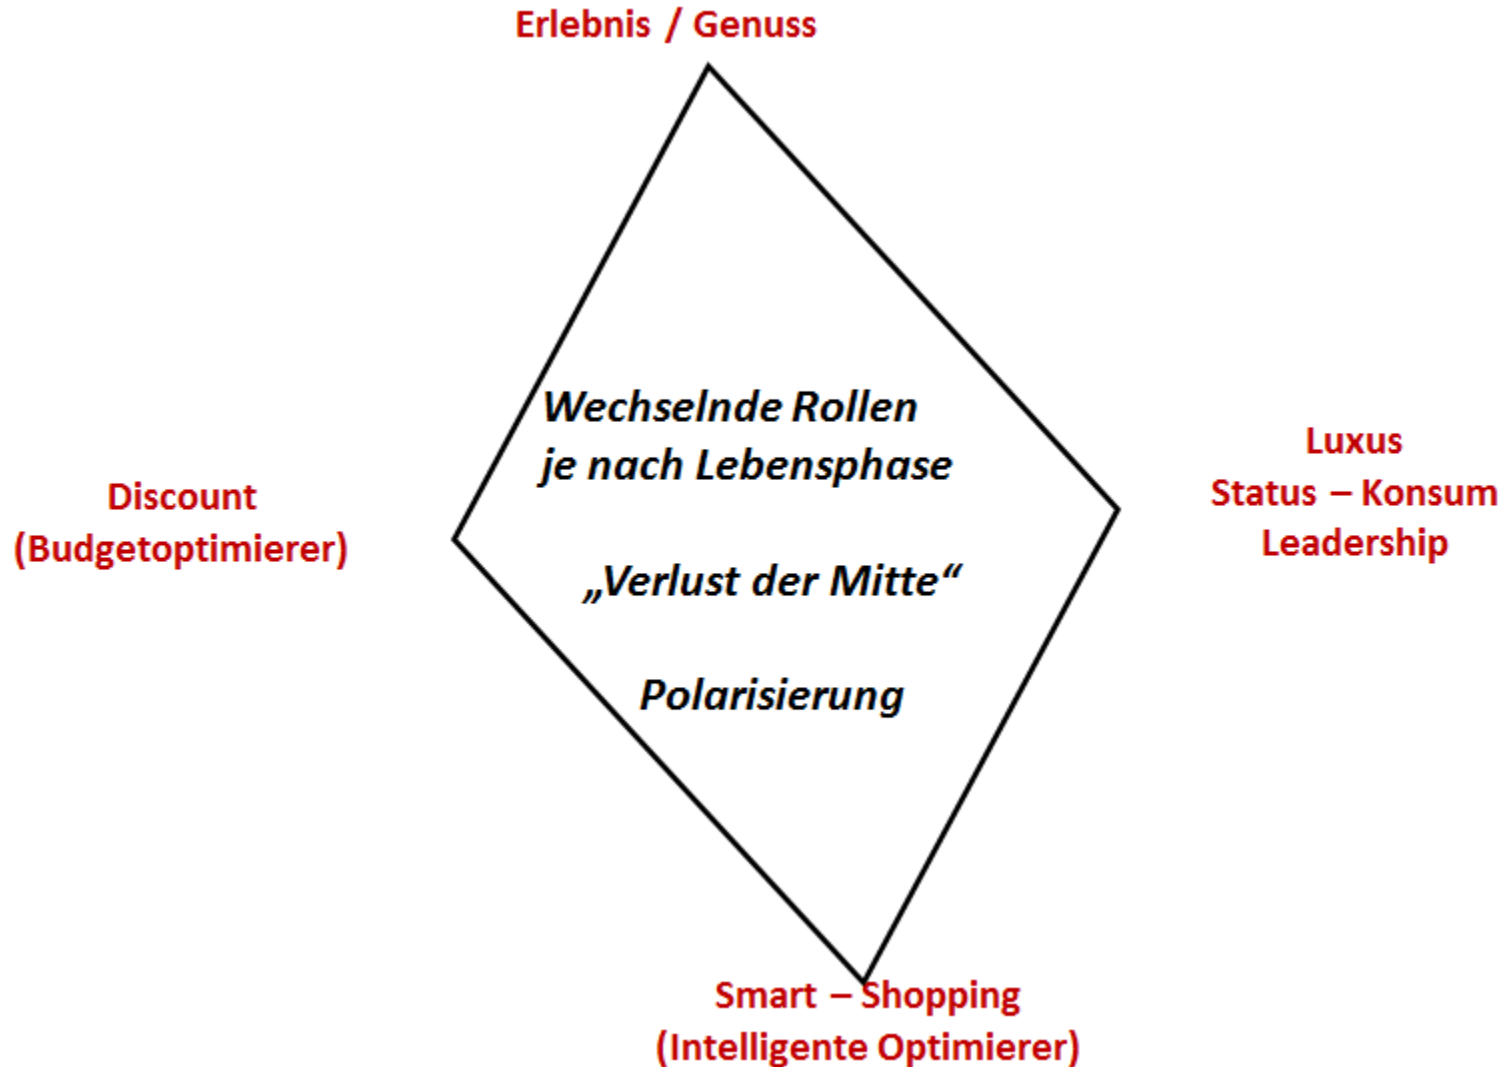 Erlebnis / Genuss
Wechselnde Rollen
je nach Lebensphase
„Verlust der Mitte“
Polarisierung
Discount
(Budgetoptimierer)
Luxus
Status – Konsum
Leadership
Smart – Shopping
(Intelligente Optimierer)